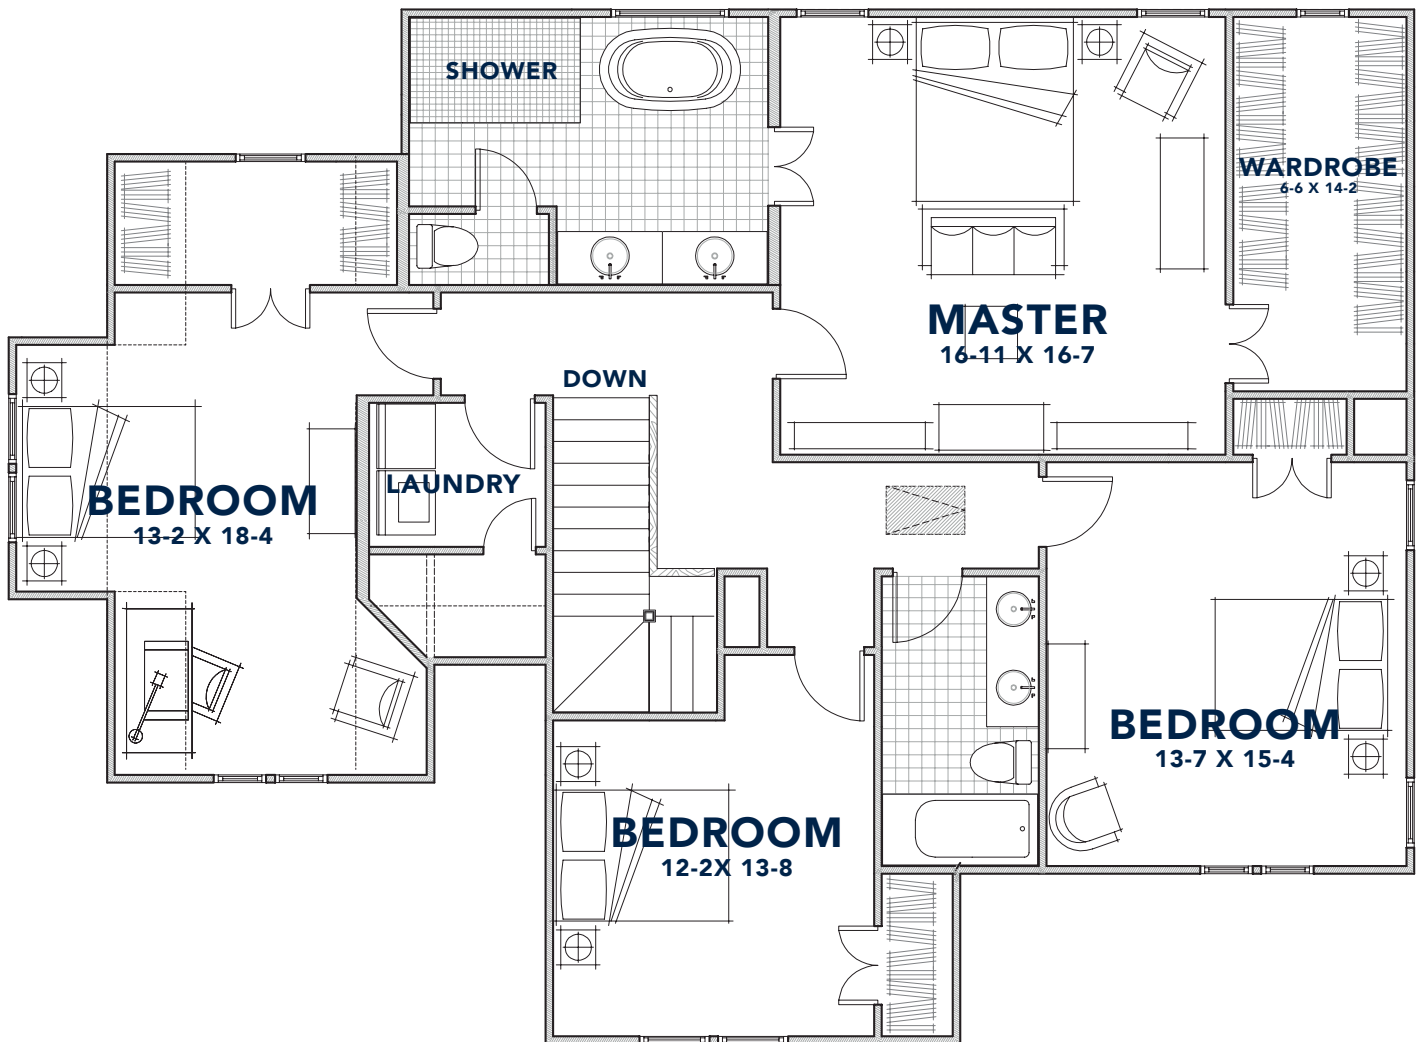 SHOWER
WARDROBE
6-6 X 14-2
MASTER
16-11 X 16-7
DOWN
LAUNDRY
BEDROOM
13-2 X 18-4
BEDROOM
13-7 X 15-4
BEDROOM
12-2X 13-8